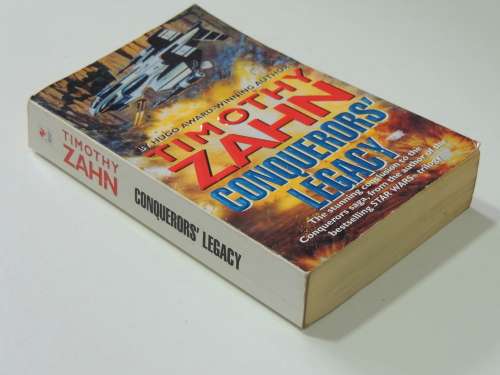 HUGO AWARD-WINNING AUTHOR
TIMOTHY
ZAHN
CONQUERORS'
LEGACY
The stunning conclusion to the
Conquerors saga, from the author of the
bestselling STAR WARS trilogy!
TIMOTHY
ZAHN
CONQUERORS' LEGACY